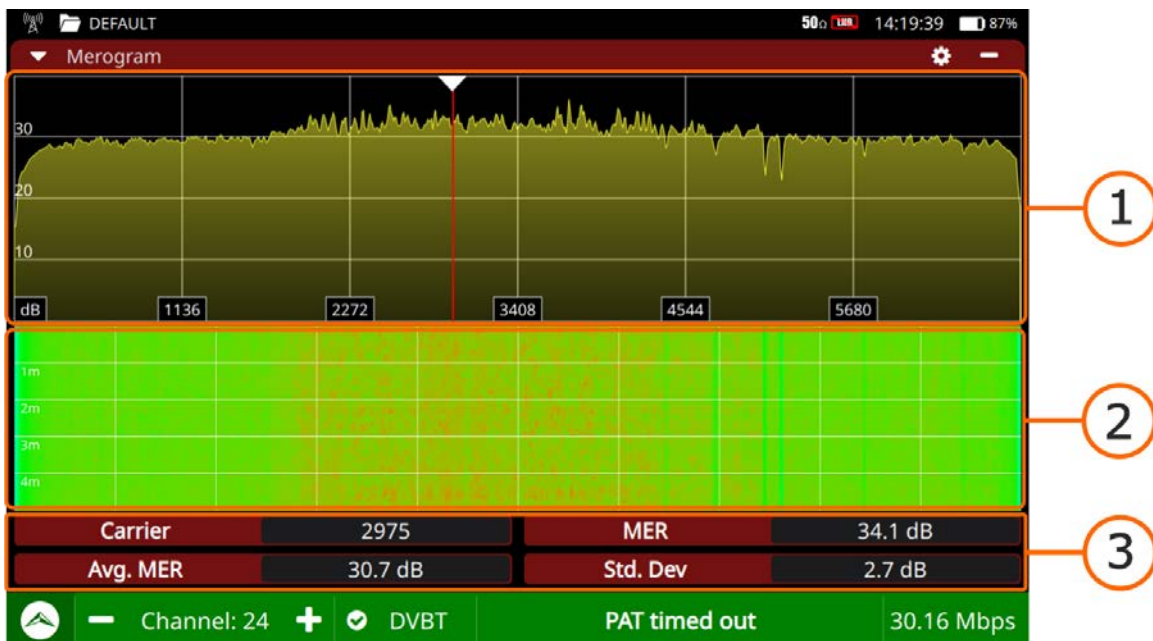 DEFAULT 50Ω LNB 14:19:39 87%
Merogram
30
20
10
dB 1136 2272 3408 4544 5680
1
1m
2m
3m
4m
2
Carrier 2975 MER 34.1 dB
Avg. MER 30.7 dB Std. Dev 2.7 dB
3
Channel: 24 DVBT PAT timed out 30.16 Mbps